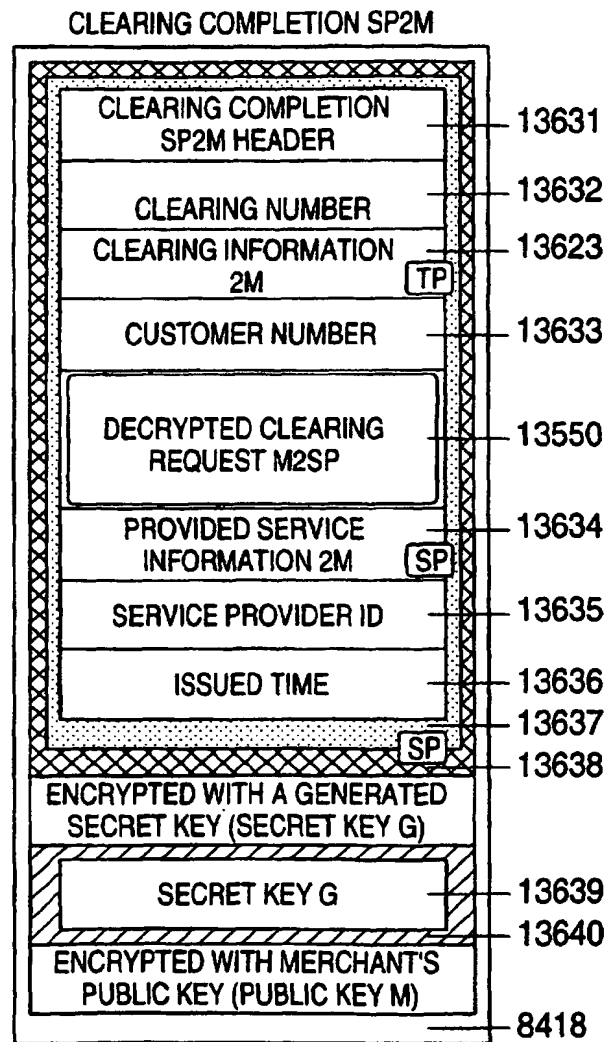 CLEARING COMPLETION SP2M
CLEARING COMPLETION
SP2M HEADER
13631
CLEARING NUMBER
13632
CLEARING INFORMATION
2M
TP
13623
CUSTOMER NUMBER
13633
DECRYPTED CLEARING
REQUEST M2SP
13550
PROVIDED SERVICE
INFORMATION 2M
SP
13634
SERVICE PROVIDER ID
13635
ISSUED TIME
13636
13637
SP
13638
ENCRYPTED WITH A GENERATED
SECRET KEY (SECRET KEY G)
SECRET KEY G
13639
13640
ENCRYPTED WITH MERCHANT'S
PUBLIC KEY (PUBLIC KEY M)
8418